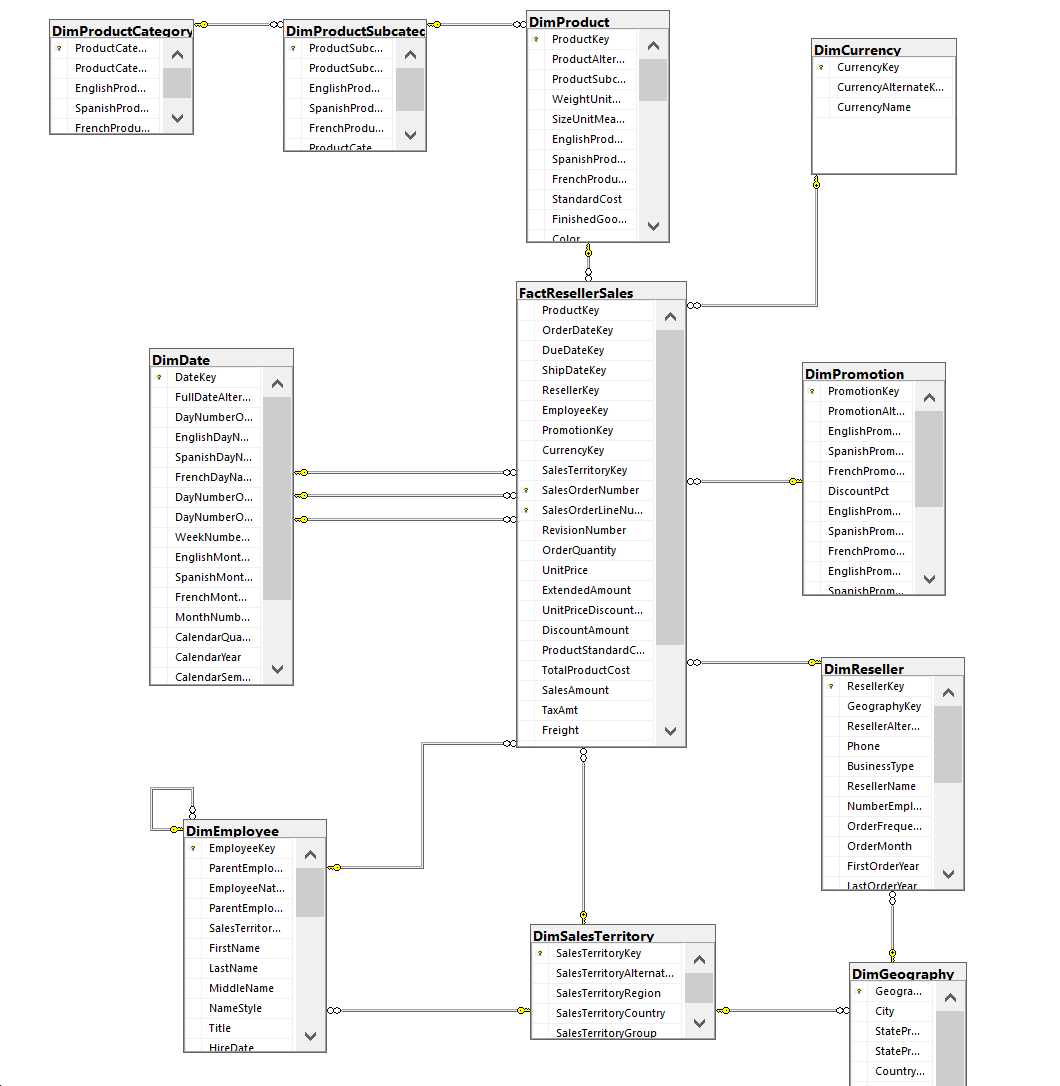 DimProductCategory
ProductCate...
ProductCate...
EnglishProd...
SpanishProd...
FrenchProdu...
DimProductSubcateg
ProductSubc...
ProductSubc...
EnglishProd...
SpanishProd...
FrenchProdu...
ProductCate
DimProduct
ProductKey
ProductAlter...
ProductSubc...
WeightUnit...
SizeUnitMea...
EnglishProd...
SpanishProd...
FrenchProdu...
StandardCost
FinishedGoo...
Color
DimCurrency
CurrencyKey
CurrencyAlternateK...
CurrencyName
FactResellerSales
ProductKey
OrderDateKey
DueDateKey
ShipDateKey
ResellerKey
EmployeeKey
PromotionKey
CurrencyKey
SalesTerritoryKey
SalesOrderNumber
SalesOrderLineNu...
RevisionNumber
OrderQuantity
UnitPrice
ExtendedAmount
UnitPriceDiscount...
DiscountAmount
ProductStandardC...
TotalProductCost
SalesAmount
TaxAmt
Freight
DimDate
DateKey
FullDateAlter...
DayNumberO...
EnglishDayN...
SpanishDayN...
FrenchDayNa...
DayNumberO...
DayNumberO...
WeekNumbe...
EnglishMont...
SpanishMont...
FrenchMont...
MonthNumb...
CalendarQua...
CalendarYear
CalendarSem...
DimPromotion
PromotionKey
PromotionAlt...
EnglishProm...
SpanishProm...
FrenchPromo...
DiscountPct
EnglishProm...
SpanishProm...
FrenchPromo...
EnglishProm...
SpanishProm...
DimReseller
ResellerKey
GeographyKey
ResellerAlter...
Phone
BusinessType
ResellerName
NumberEmpl...
OrderFreque...
OrderMonth
FirstOrderYear
LastOrderYear
DimEmployee
EmployeeKey
ParentEmplo...
EmployeeNat...
ParentEmplo...
SalesTerritor...
FirstName
LastName
MiddleName
NameStyle
Title
HireDate
DimSalesTerritory
SalesTerritoryKey
SalesTerritoryAlternat...
SalesTerritoryRegion
SalesTerritoryCountry
SalesTerritoryGroup
DimGeography
Geogra...
City
StatePr...
StatePr...
Country...